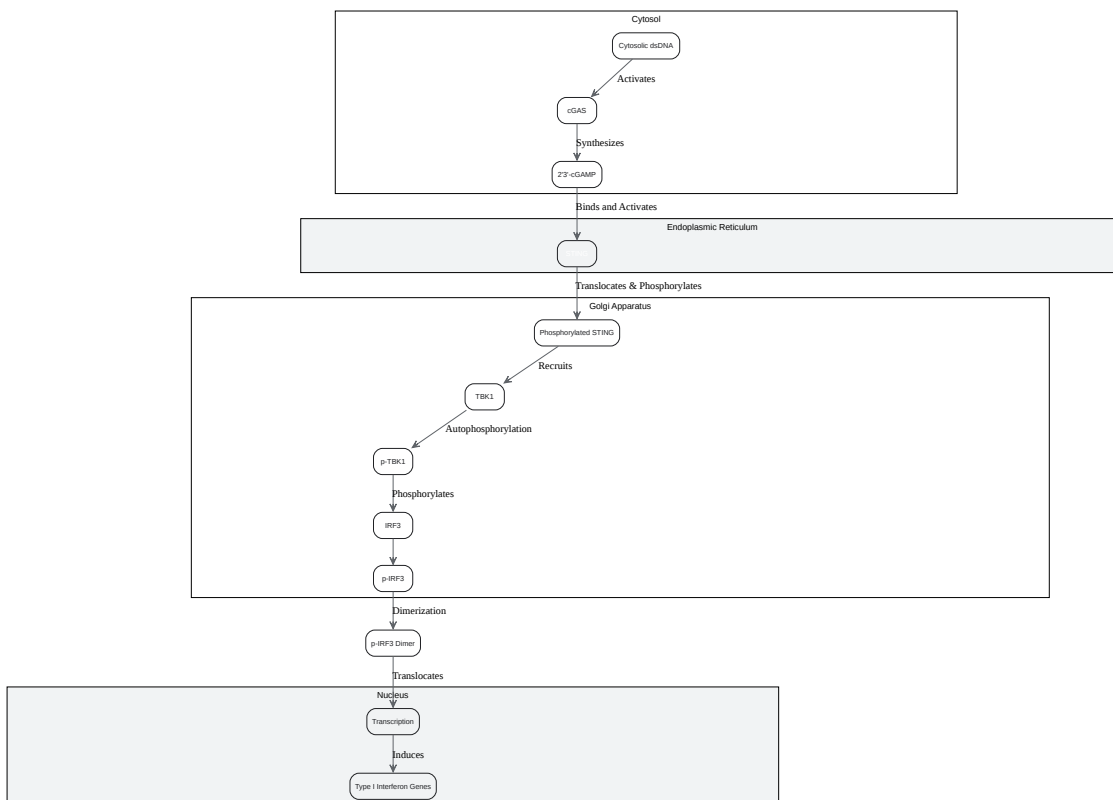 Cytosol
Cytosolic dsDNA
Activates
cGAS
Synthesizes
2'3'-cGAMP
Binds and Activates
Endoplasmic Reticulum
Translocates & Phosphorylates
Golgi Apparatus
Phosphorylated STING
Recruits
TBK1
Autophosphorylation
p-TBK1
Phosphorylates
IRF3
p-IRF3
Dimerization
p-IRF3 Dimer
Translocates
Nucleus
Transcription
Induces
Type I Interferon Genes